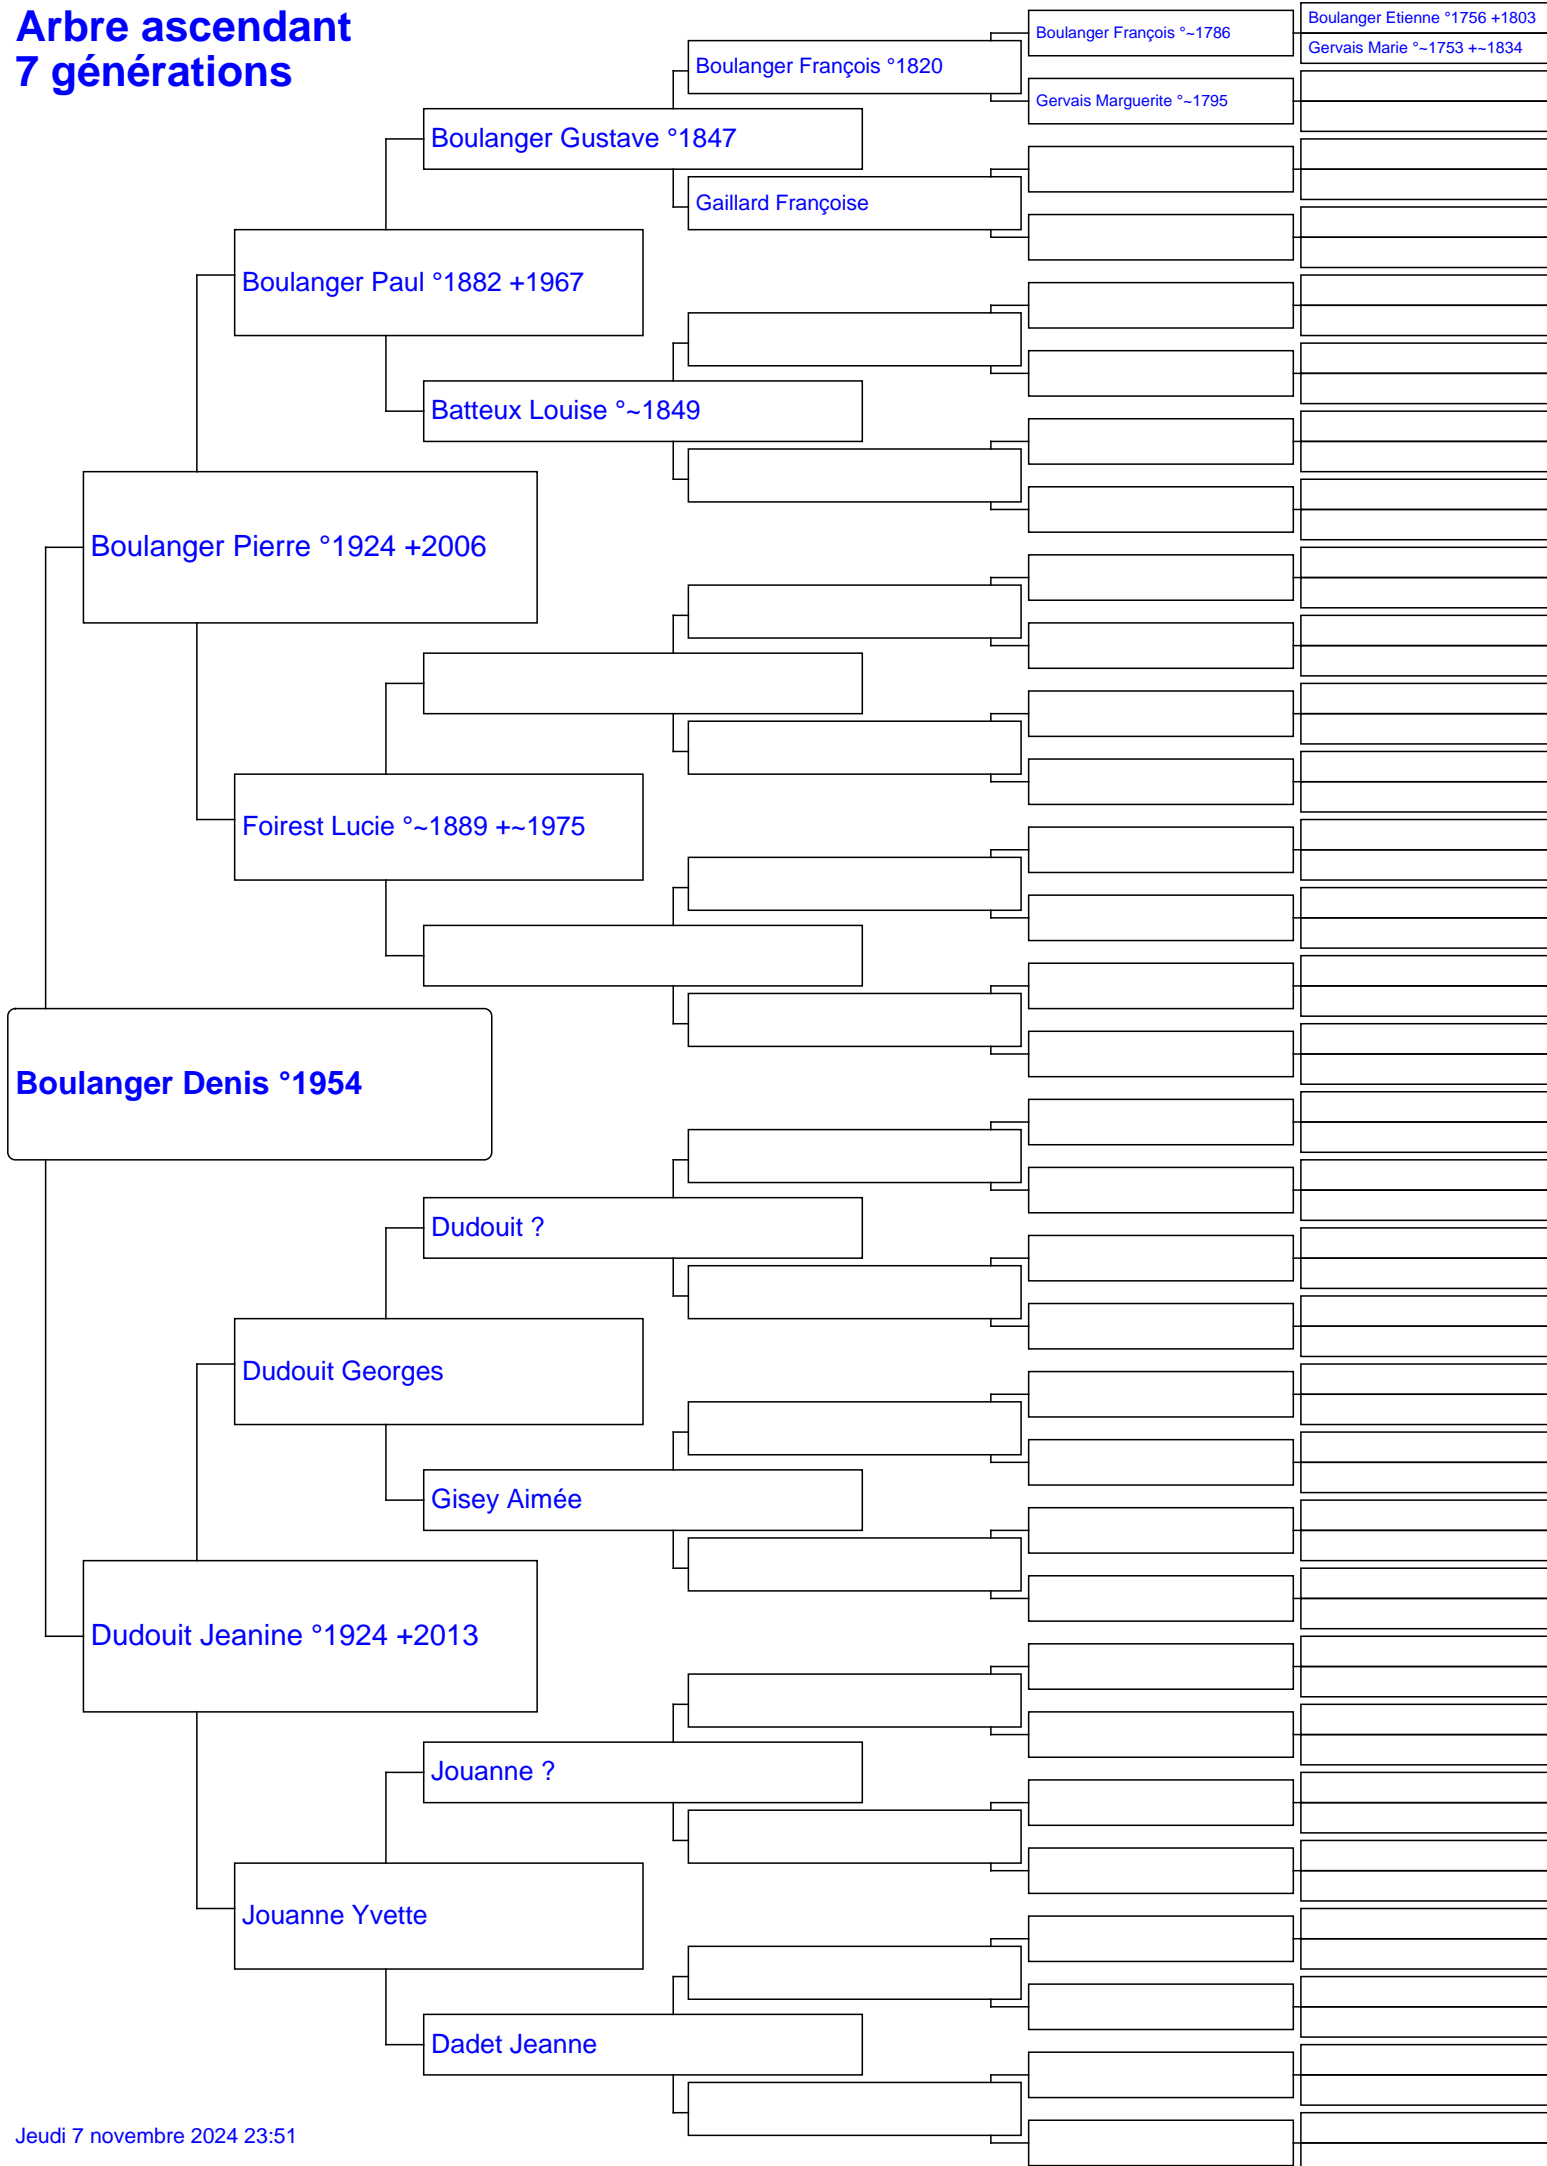 Arbre ascendant
7 générations
Boulanger Etienne °1756 +1803
Boulanger François °~1786
Gervais Marie °~1753 +~1834
Boulanger François °1820
Gervais Marguerite °~1795
Boulanger Gustave °1847
Gaillard Françoise
Boulanger Paul °1882 +1967
Batteux Louise °~1849
Boulanger Pierre °1924 +2006
Foirest Lucie °~1889 +~1975
Boulanger Denis °1954
Dudouit ?
Dudouit Georges
Gisey Aimée
Dudouit Jeanine °1924 +2013
Jouanne ?
Jouanne Yvette
Dadet Jeanne
Jeudi 7 novembre 2024 23:51